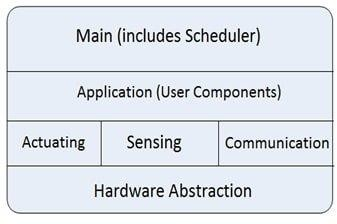 Main (includes Scheduler)
Application (User Components)
Actuating
Sensing
Communication
Hardware Abstraction